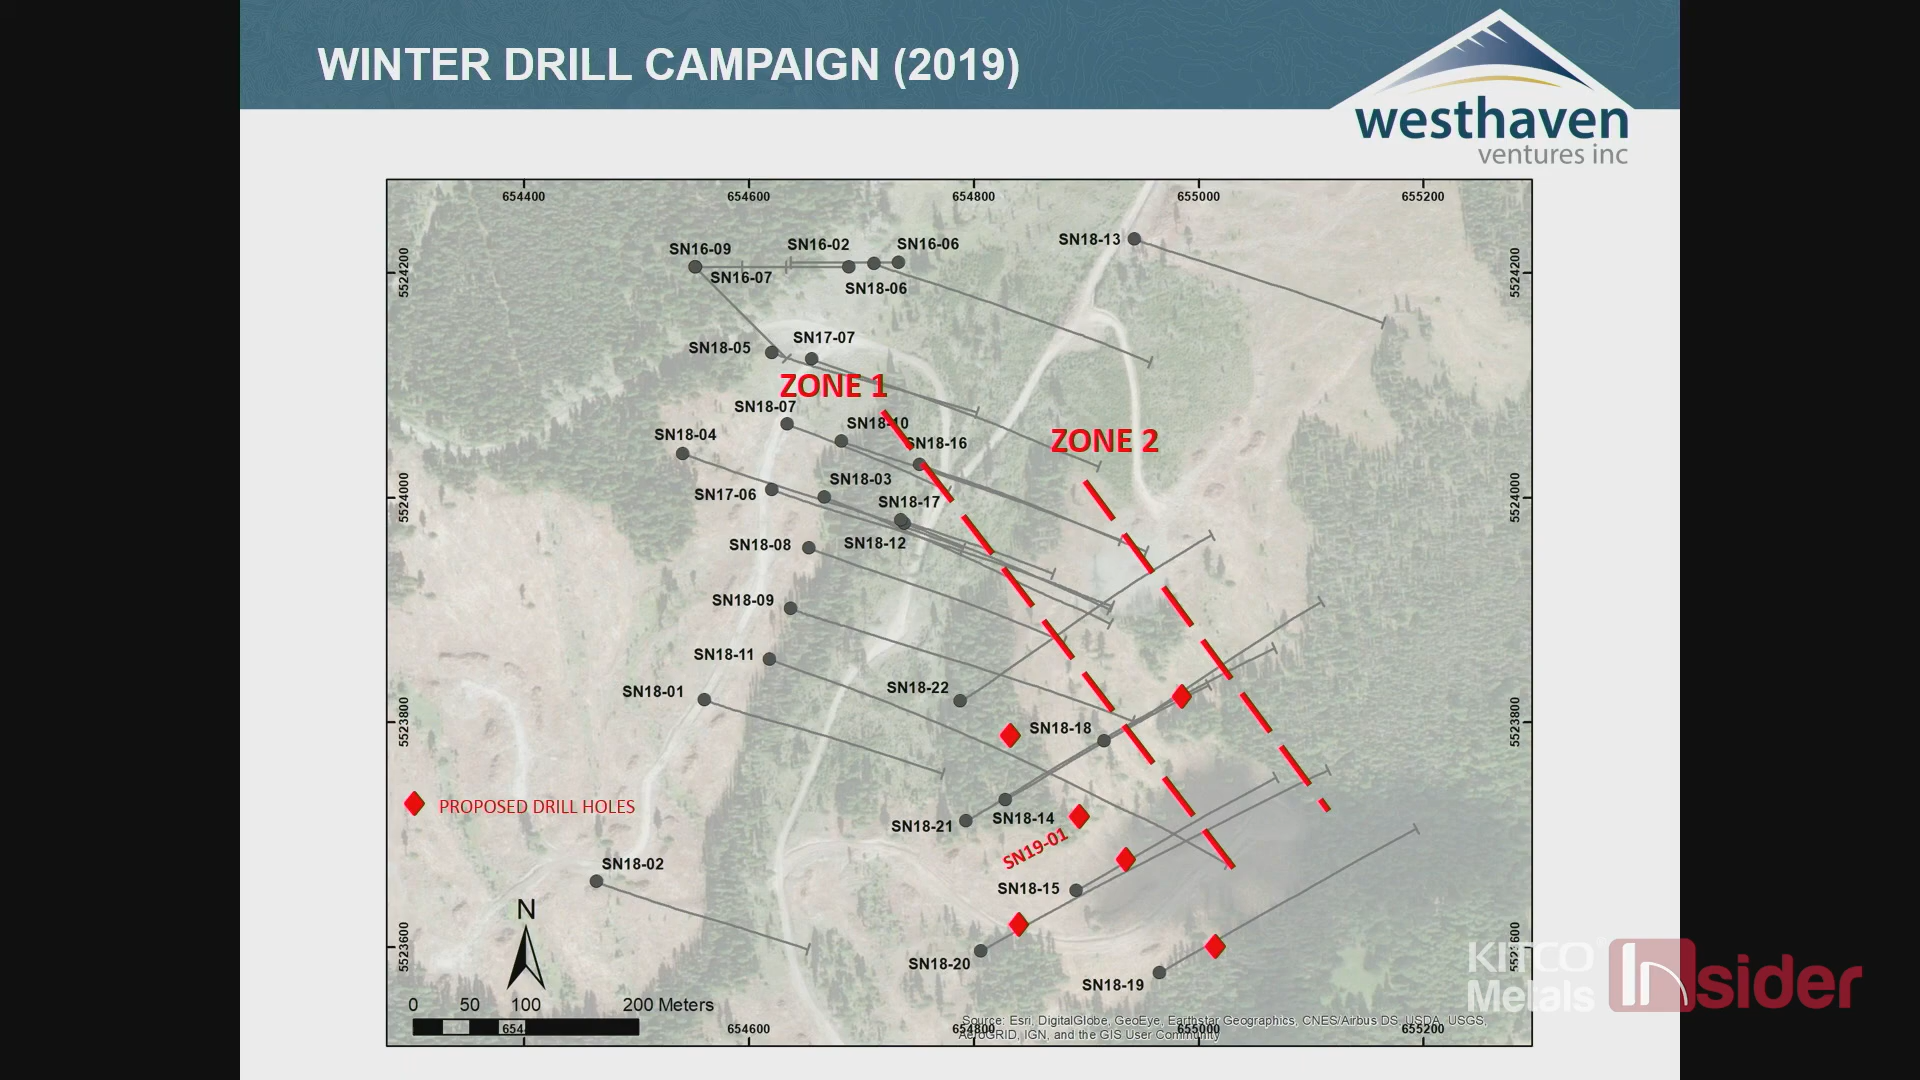 WINTER DRILL CAMPAIGN (2019)
westhaven
ventures inc
654400
654600
654800
655000
655200
5524200
5524000
5523800
5523600
5524200
5524000
5523800
SN16-09
SN16-02
SN16-06
SN18-13
SN16-07
SN18-06
SN18-05
SN17-07
ZONE 1
SN18-07
SN18-10
SN18-04
SN18-16
ZONE 2
SN18-03
SN17-06
SN18-17
SN18-08
SN18-12
SN18-09
SN18-11
SN18-01
SN18-22
SN18-18
PROPOSED DRILL HOLES
SN18-21
SN18-14
SN19-01
SN18-02
SN18-15
SN18-20
SN18-19
N
0 50 100 200 Meters
654600
654800
655000
655200
Source: Esri, DigitalGlobe, GeoEye, Earthstar Geographics, CNES/Airbus DS, USDA, USGS,
AeroGRID, IGN, and the GIS User Community
KITCO
Metals
Insider